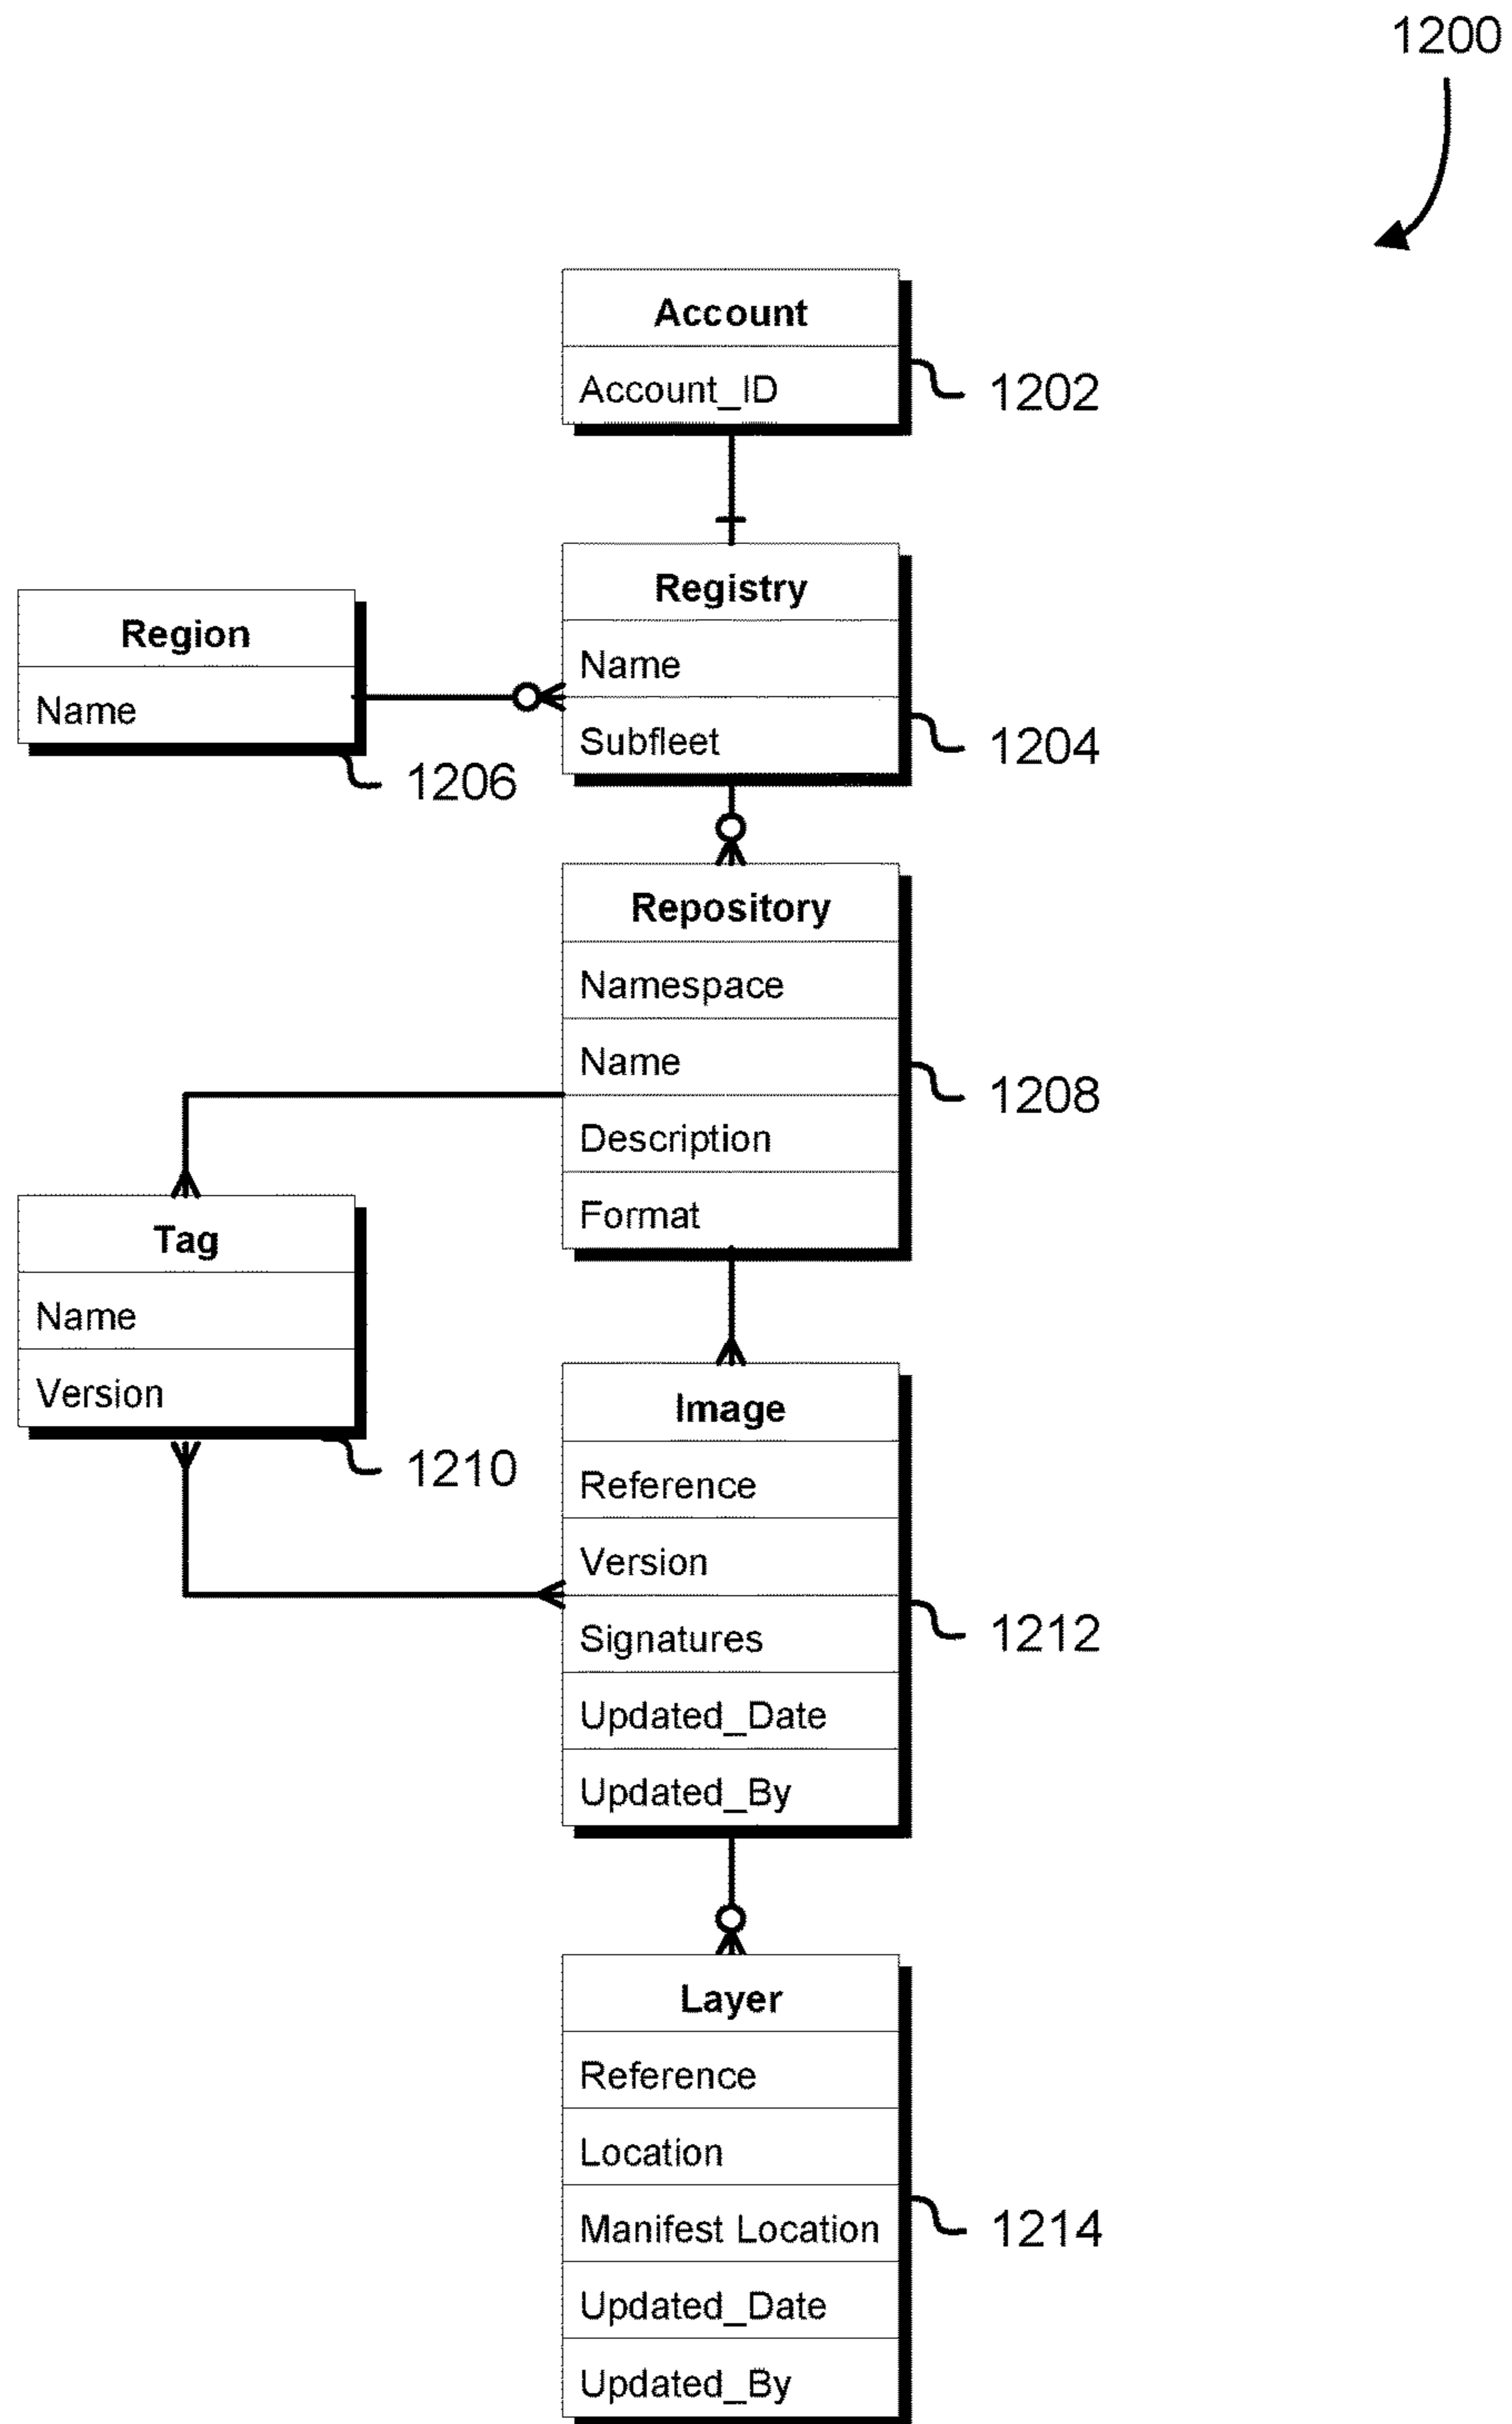 1200
Account
Account_ID
1202
Registry
Name
Subfleet
1204
Region
Name
1206
Repository
Namespace
Name
Description
Format
1208
Tag
Name
Version
1210
Image
Reference
Version
Signatures
Updated_Date
Updated_By
1212
Layer
Reference
Location
Manifest Location
Updated_Date
Updated_By
1214